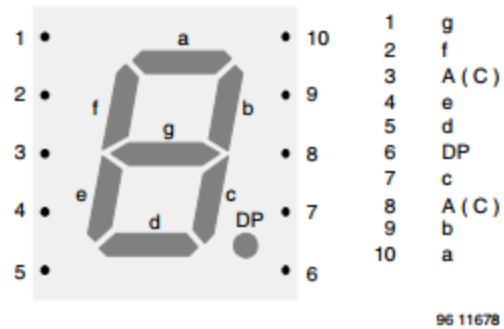 a
1 10
2 f b 9
g
3 8
e c
4 d DP 7
5 6
1 g
2 f
3 A ( C )
4 e
5 d
6 DP
7 c
8 A ( C )
9 b
10 a
96 11678